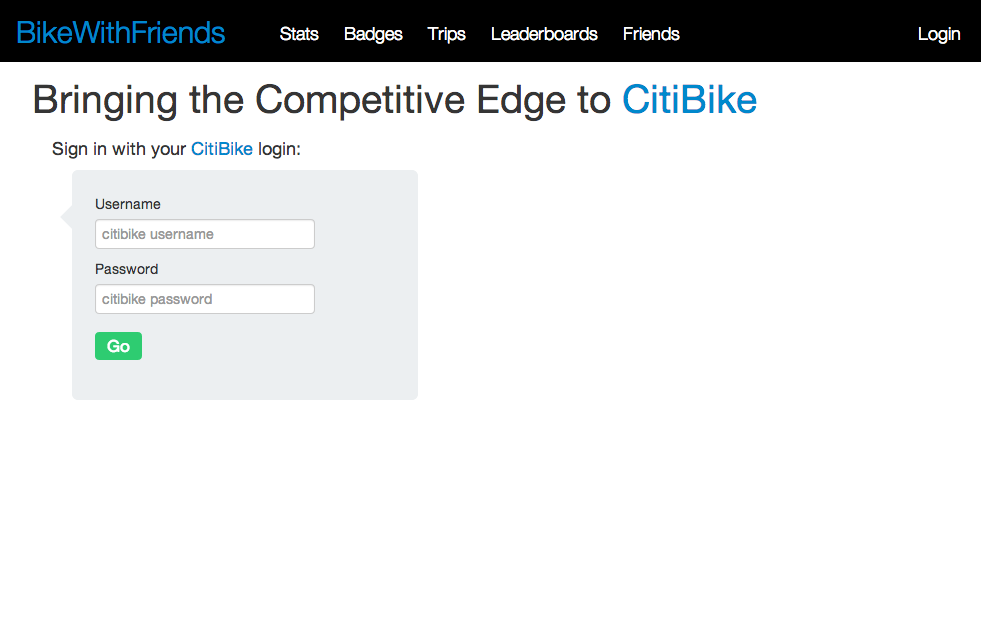 BikeWithFriends Stats Badges Trips Leaderboards Friends Login
Bringing the Competitive Edge to CitiBike
Sign in with your CitiBike login:
Username
citibike username
Password
citibike password
Go